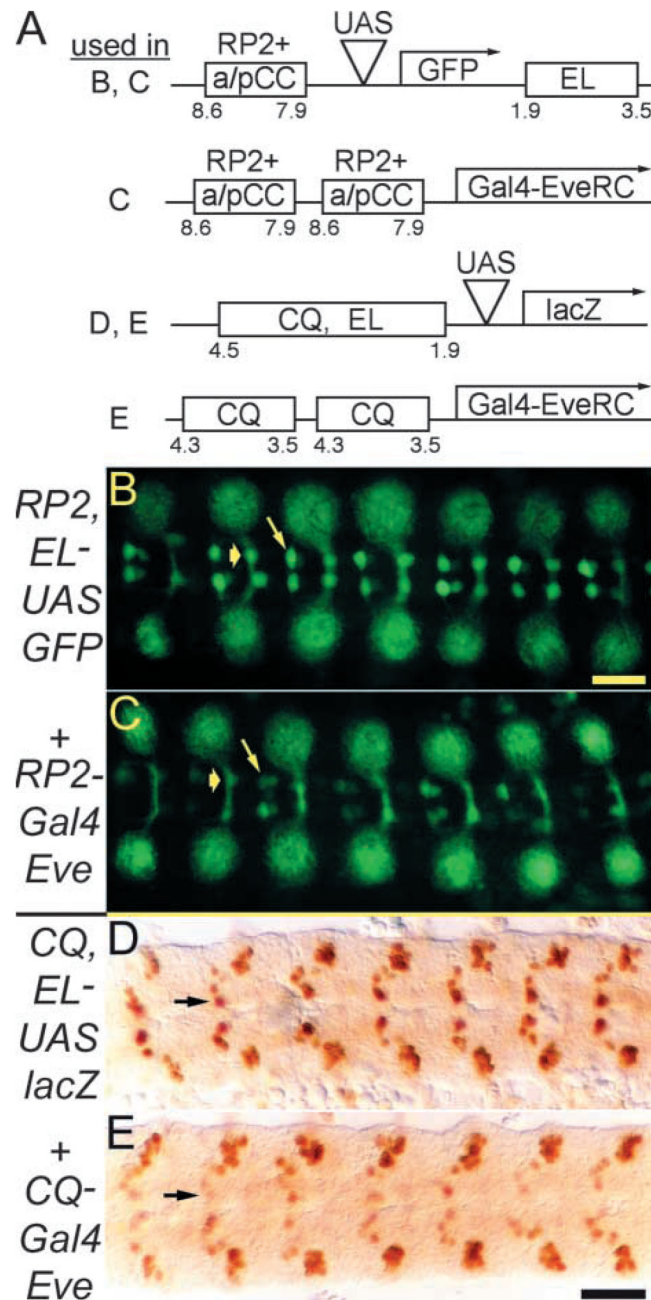 A
used in
RP2+
UAS
B, C
a/pCC
GFP
EL
8.6
7.9
1.9
3.5
RP2+
RP2+
C
a/pCC
a/pCC
Gal4-EveRC
8.6
7.9
8.6
7.9
UAS
D, E
CQ, EL
lacZ
4.5
1.9
E
CQ
CQ
Gal4-EveRC
4.3
3.5
4.3
3.5
B
RP2,
EL-
UAS
GFP
C
+
RP2-
Gal4
Eve
D
CQ,
EL-
UAS
lacZ
E
+
CQ-
Gal4
Eve